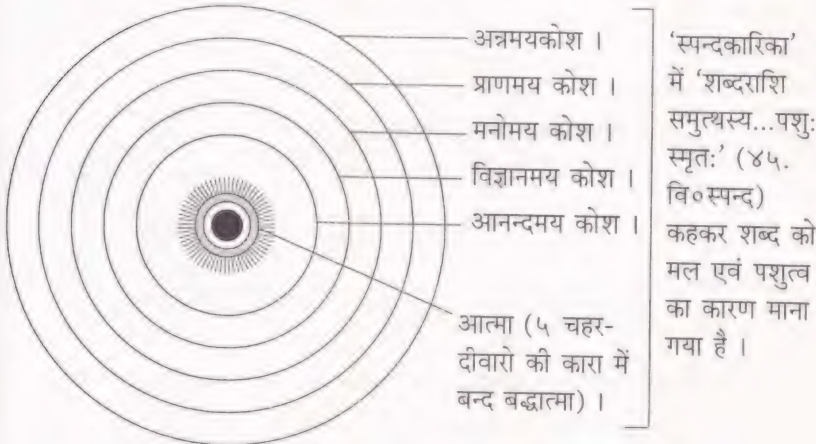 अन्नमयकोश ।
प्राणमय कोश ।
मनोमय कोश ।
विज्ञानमय कोश ।
आनन्दमय कोश ।
आत्मा (५ चहर-
दीवारो की कारा में
बन्द बद्धात्मा) ।
'स्पन्दकारिका'
में 'शब्दराशि
समुत्थस्य...पशु:
स्मृत:' (४५.
वि०स्पन्द)
कहकर शब्द को
मल एवं पशुत्व
का कारण माना
गया है ।